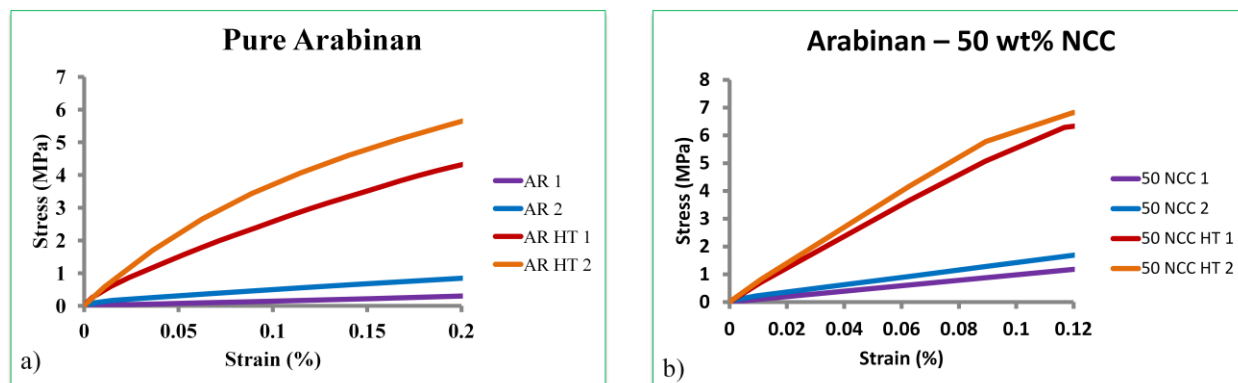 Pure Arabinan
7
6
5
4
3
2
1
0
Stress (MPa)
0
0.05
0.1
0.15
0.2
Strain (%)
AR 1
AR 2
AR HT 1
AR HT 2
a)
Arabinan – 50 wt% NCC
8
7
6
5
4
3
2
1
0
Stress (MPa)
0
0.02
0.04
0.06
0.08
0.1
0.12
Strain (%)
50 NCC 1
50 NCC 2
50 NCC HT 1
50 NCC HT 2
b)